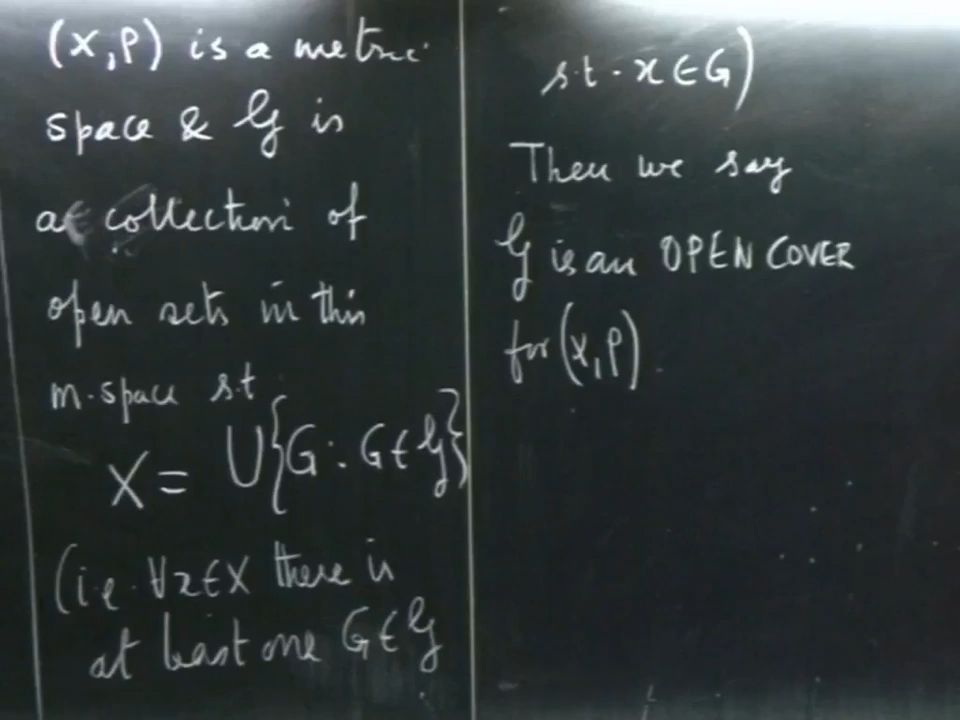 (X,ρ) is a metric
space & 𝒢 is
a collection of
open sets in this
m. space s.t
X = ∪{G : G ∈ 𝒢}
(i.e. ∀x∈X there is
at least one G ∈ 𝒢
s.t. x ∈ G)
Then we say
𝒢 is an OPEN COVER
for (X,ρ).